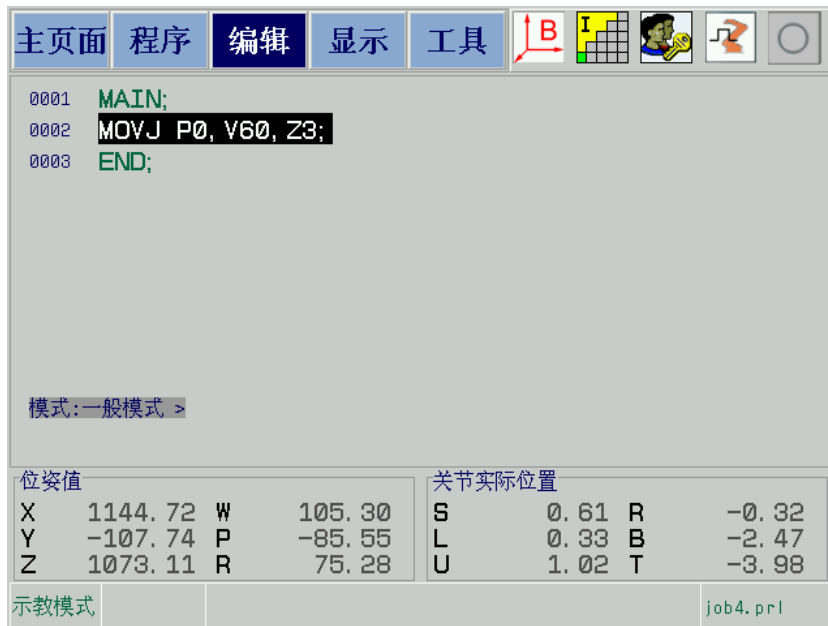 主页面 程序 编辑 显示 工具 B I
0001 MAIN;
0002 MOVJ P0, V60, Z3;
0003 END;
模式:一般模式 >
位姿值 关节实际位置
X 1144.72 W 105.30 S 0.61 R -0.32
Y -107.74 P -85.55 L 0.33 B -2.47
Z 1073.11 R 75.28 U 1.02 T -3.98
示教模式 job4.prl